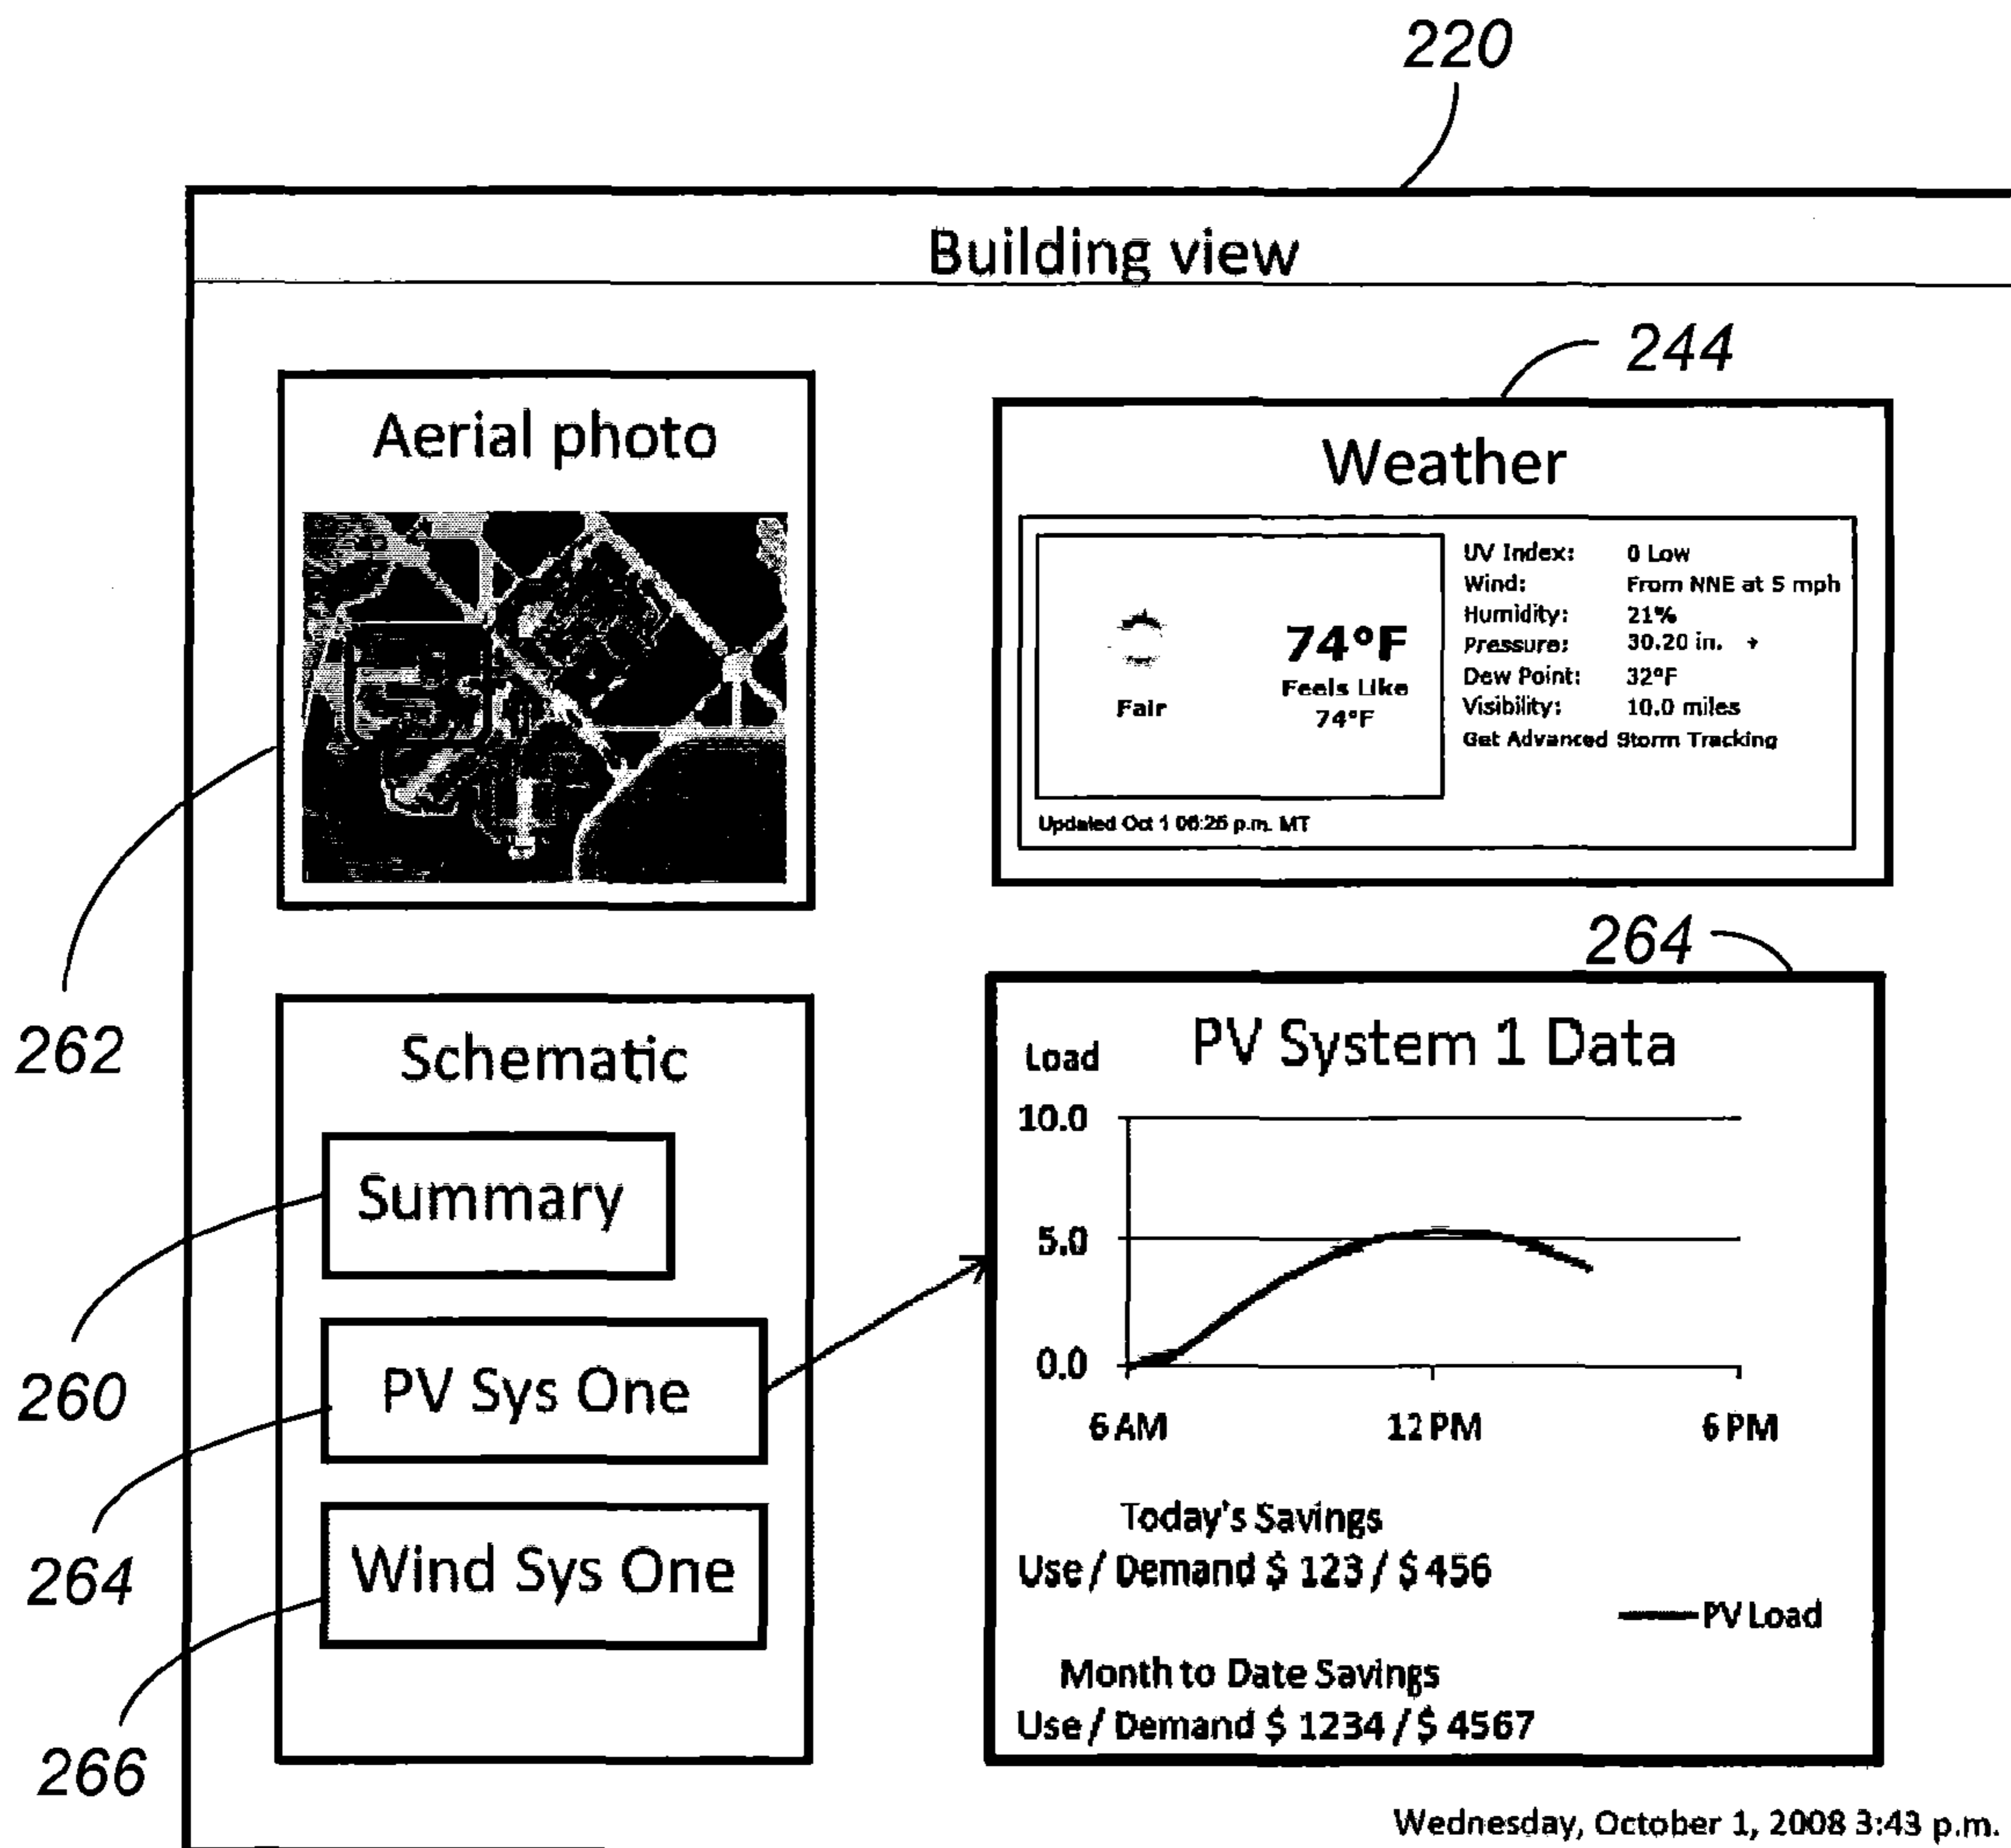 220
Building view
Aerial photo
262
244
Weather
Fair
74°F
Feels Like
74°F
UV Index: 0 Low
Wind: From NNE at 5 mph
Humidity: 21%
Pressure: 30.20 in.
Dew Point: 32°F
Visibility: 10.0 miles
Get Advanced Storm Tracking
Updated Oct 1 06:25 p.m. MT
Schematic
Summary
PV Sys One
Wind Sys One
260
264
266
264
PV System 1 Data
Load
10.0
5.0
0.0
6 AM 12 PM 6 PM
Today's Savings
Use / Demand $ 123 / $ 456
PV Load
Month to Date Savings
Use / Demand $ 1234 / $ 4567
Wednesday, October 1, 2008 3:43 p.m.